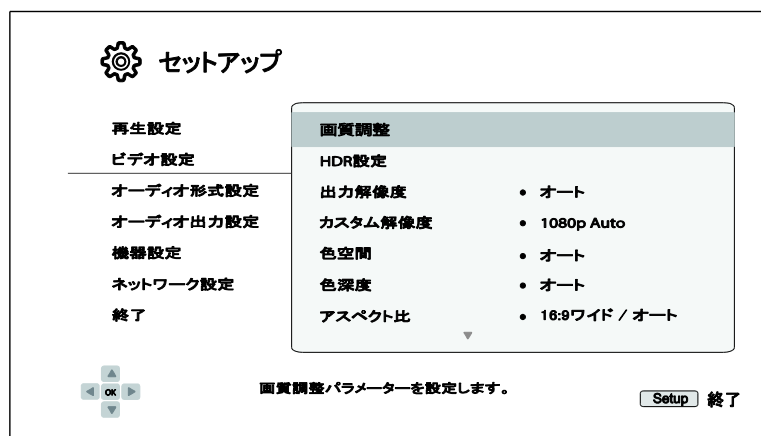 セットアップ
再生設定
ビデオ設定
オーディオ形式設定
オーディオ出力設定
機器設定
ネットワーク設定
終了
画質調整
HDR設定
出力解像度 • オート
カスタム解像度 • 1080p Auto
色空間 • オート
色深度 • オート
アスペクト比 • 16:9ワイド / オート
OK
画質調整パラメーターを設定します。
Setup 終了